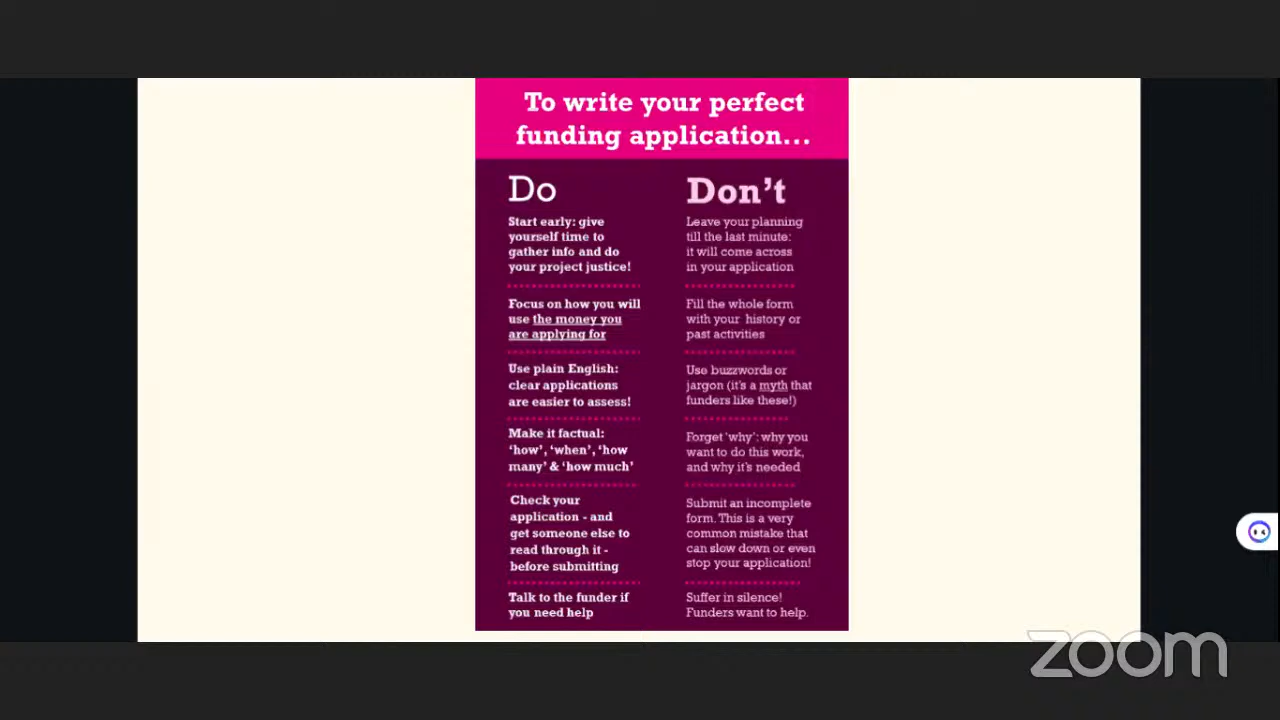 To write your perfect
funding application...
Do
Start early: give
yourself time to
gather info and do
your project justice!
Focus on how you will
use the money you
are applying for
Use plain English:
clear applications
are easier to assess!
Make it factual:
‘how’, ‘when’, ‘how
many’ & ‘how much’
Check your
application - and
get someone else to
read through it -
before submitting
Talk to the funder if
you need help
Don’t
Leave your planning
till the last minute:
it will come across
in your application
Fill the whole form
with your history or
past activities
Use buzzwords or
jargon (it’s a myth that
funders like these!)
Forget ‘why’: why you
want to do this work,
and why it’s needed
Submit an incomplete
form. This is a very
common mistake that
can slow down or even
stop your application!
Suffer in silence!
Funders want to help.
zoom